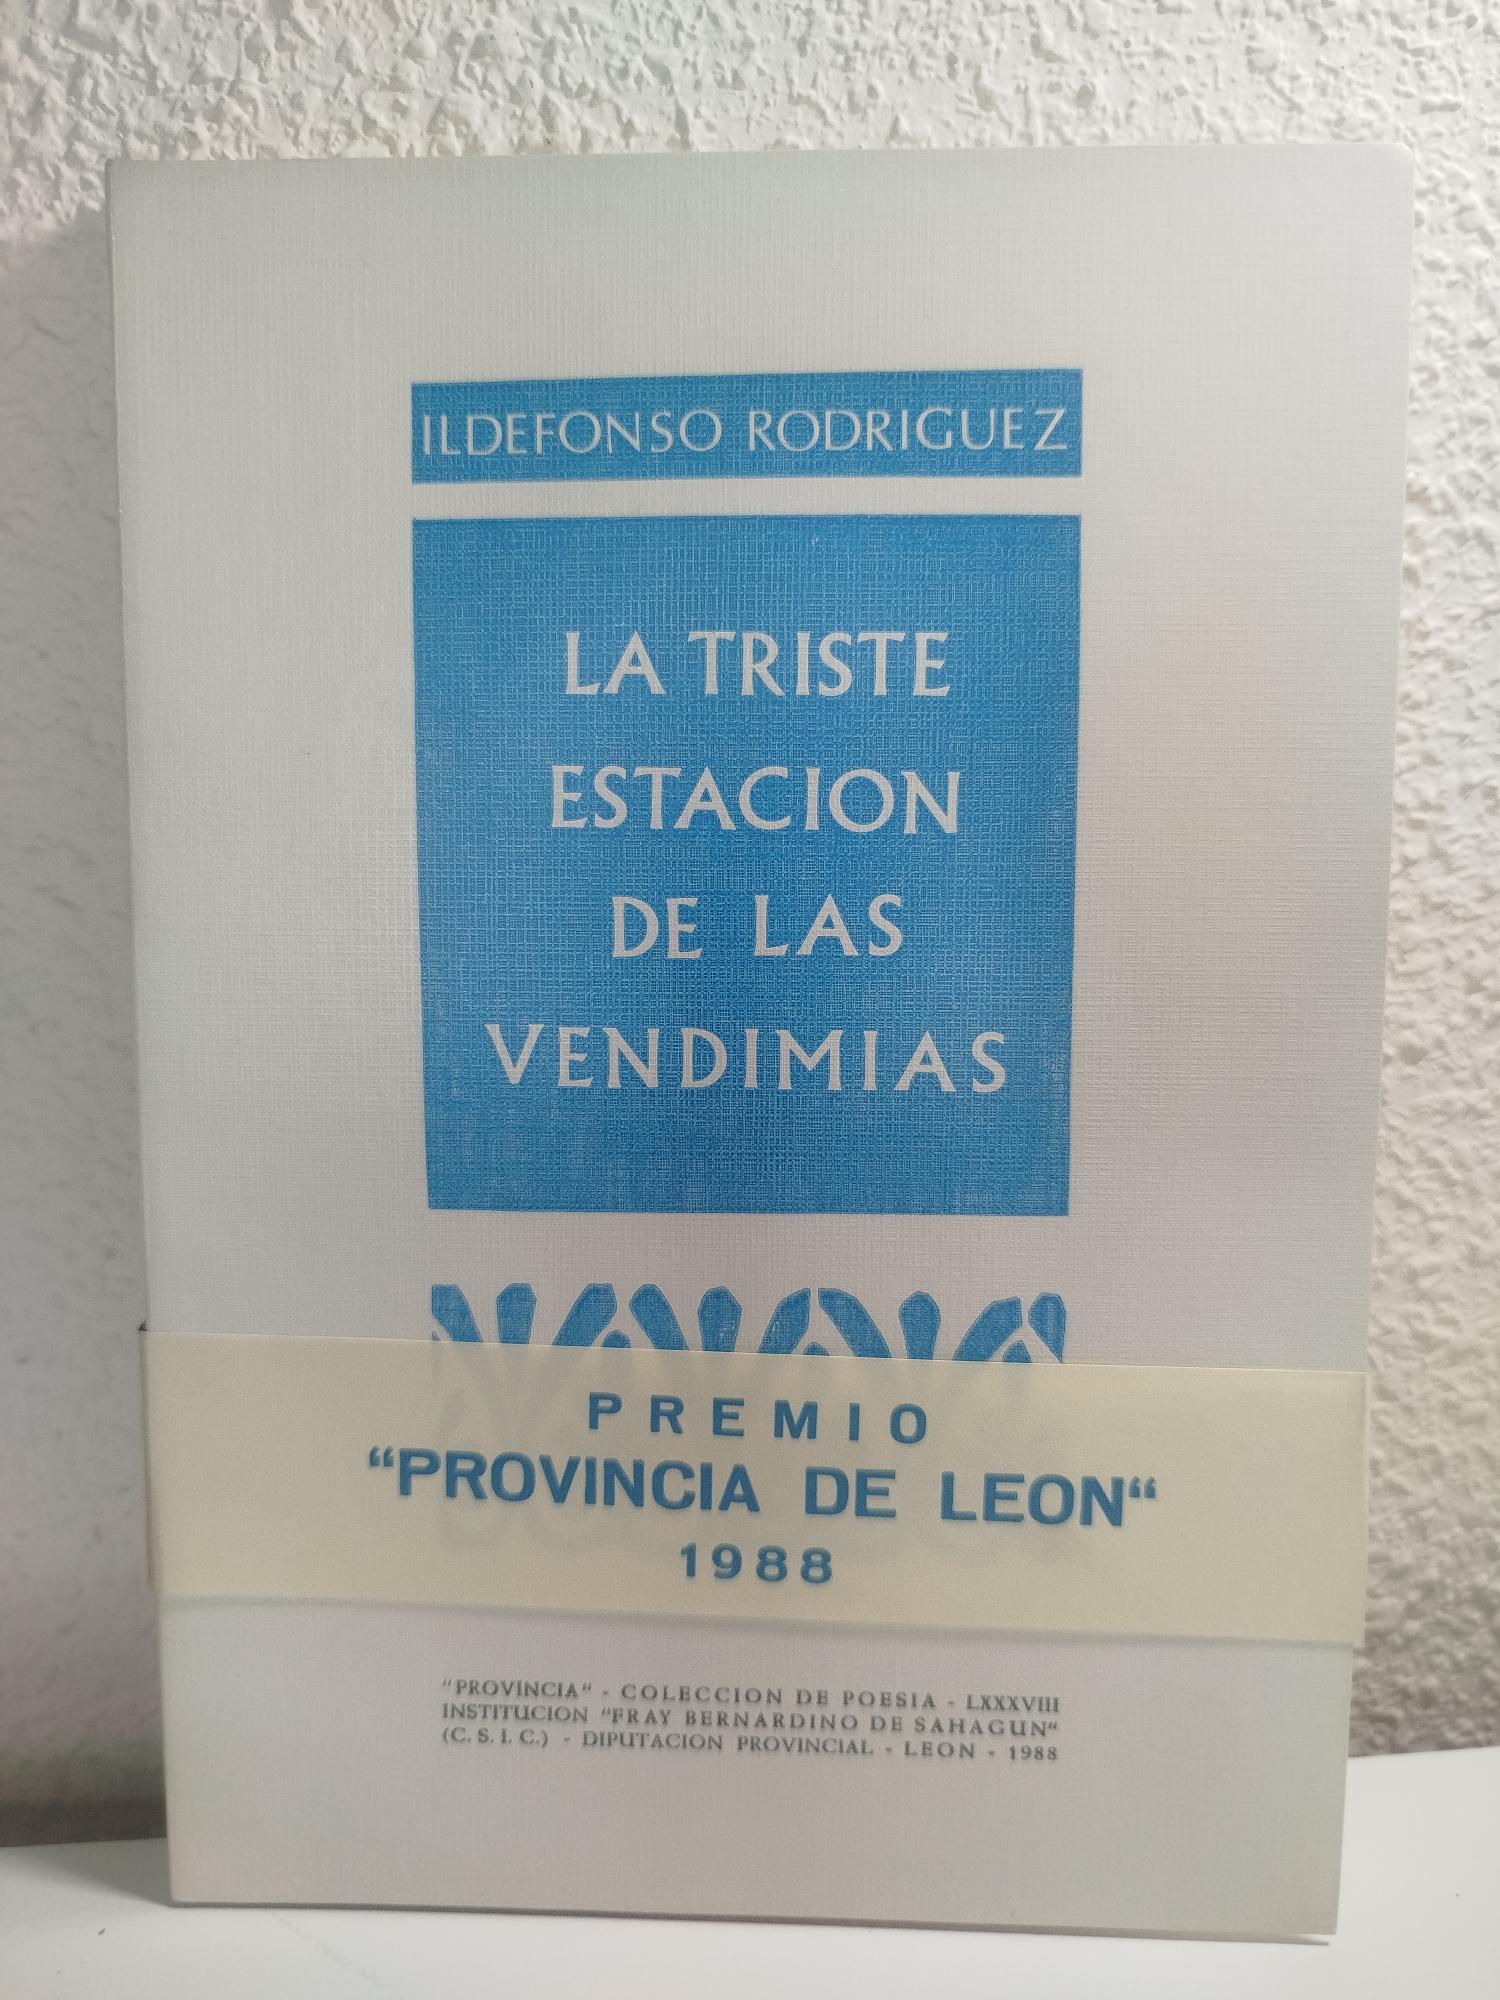 ILDEFONSO RODRIGUEZ
LA TRISTE
ESTACION
DE LAS
VENDIMIAS
PREMIO
“PROVINCIA DE LEON“
1988
“PROVINCIA“ - COLECCION DE POESIA - LXXXVIII
INSTITUCION “FRAY BERNARDINO DE SAHAGUN“
(C. S. I. C.) - DIPUTACION PROVINCIAL - LEON - 1988